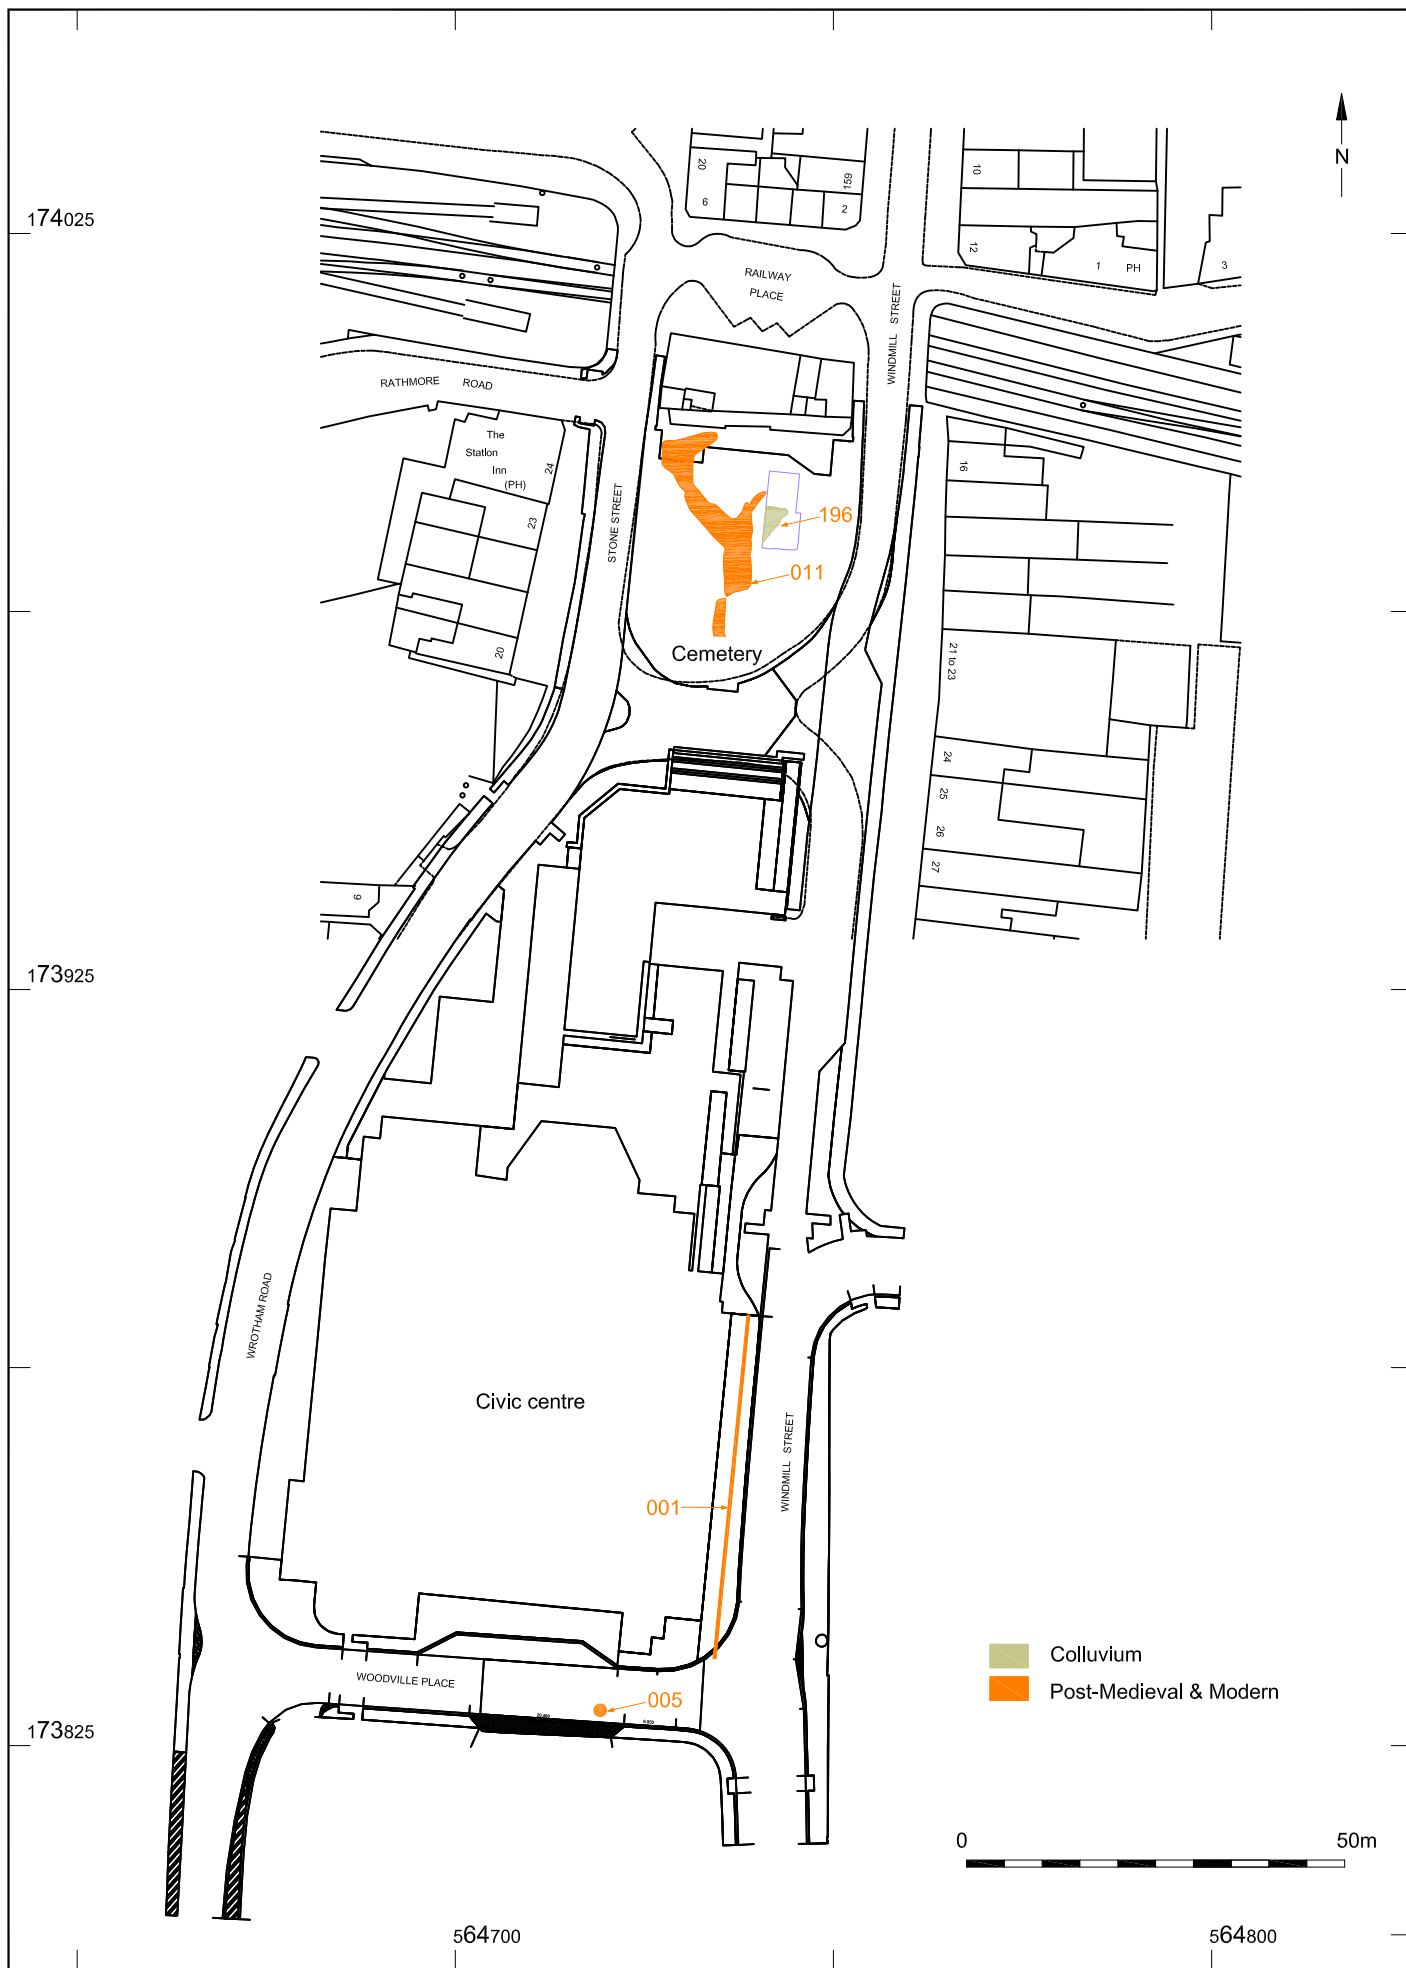 N
174025
20
6
159
2
10
12
1 PH
3
RAILWAY
PLACE
WINDMILL STREET
RATHMORE ROAD
The
Station
Inn
(PH)
24
23
20
STONE STREET
16
196
011
Cemetery
21 to 23
24
25
26
27
9
173925
WROTHAM ROAD
Civic centre
WINDMILL STREET
001
WOODVILLE PLACE
005
Colluvium
Post-Medieval & Modern
173825
0 50m
564700
564800